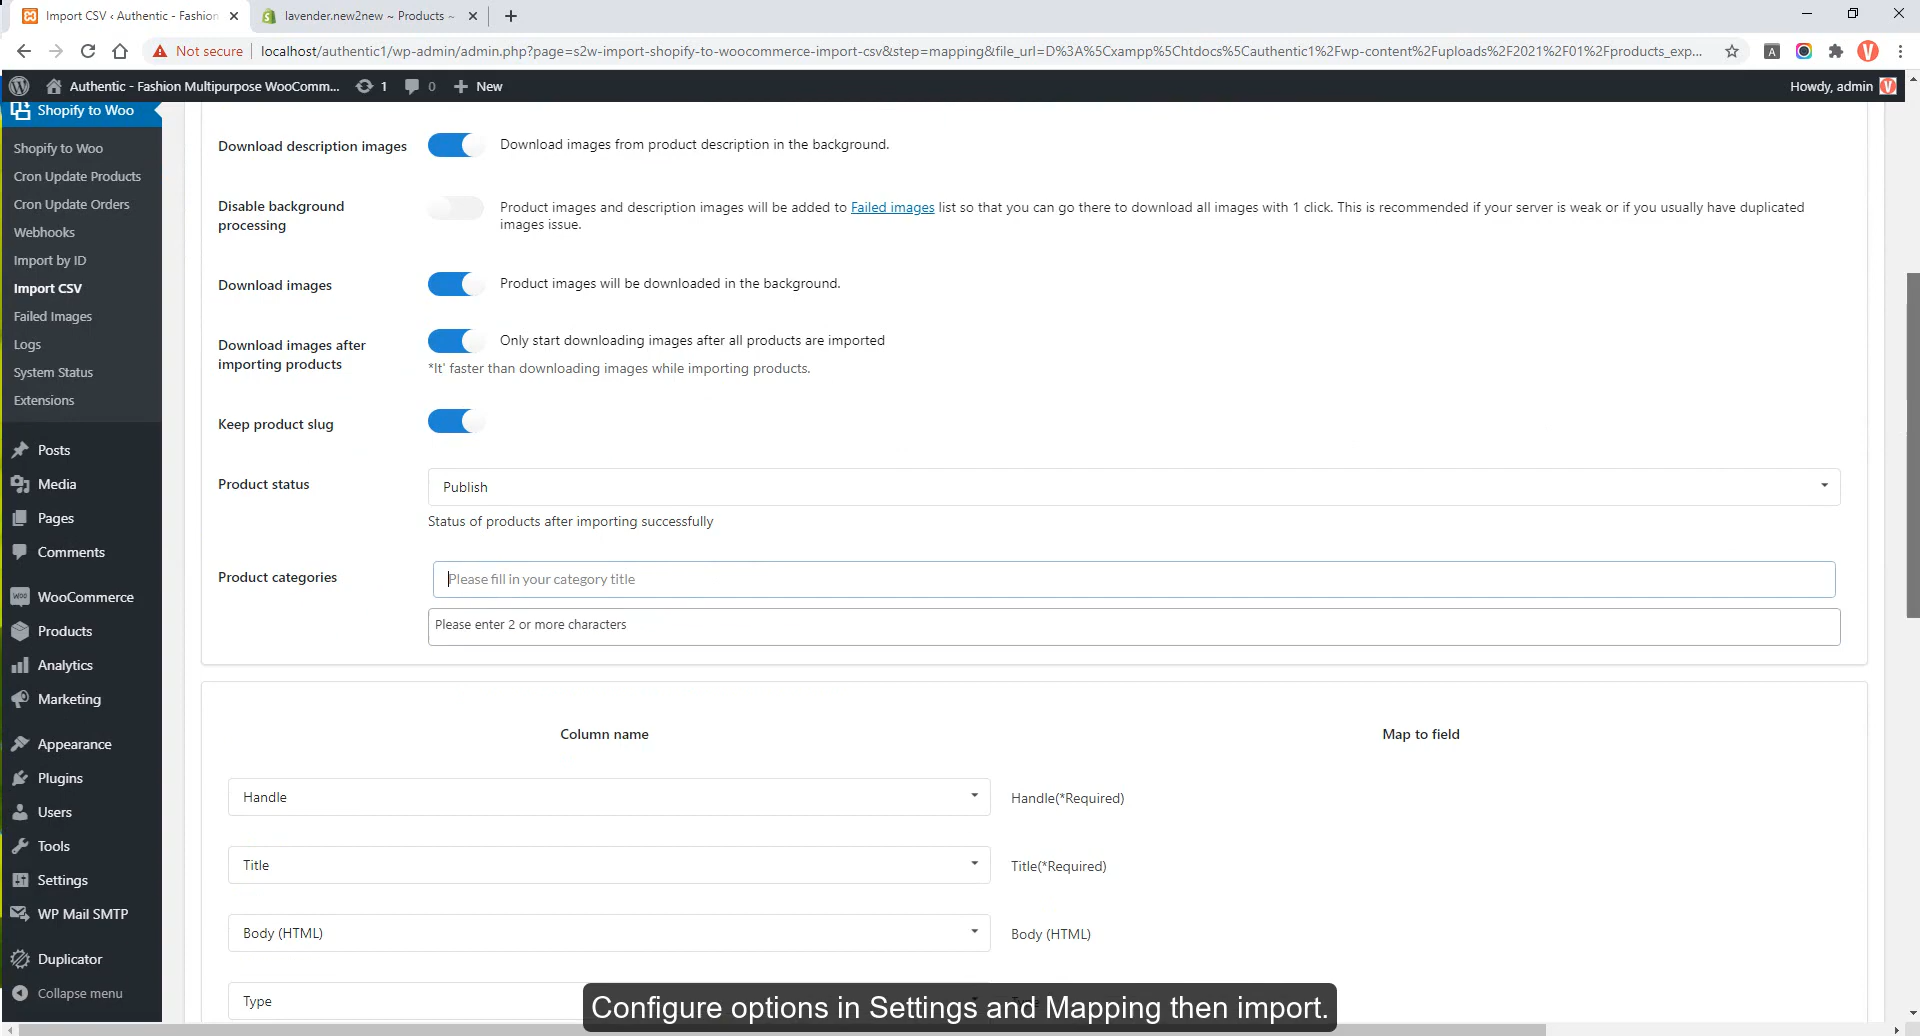 Import CSV ‹ Authentic - Fashion
lavender.new2new ~ Products ~
Not secure
localhost/authentic1/wp-admin/admin.php?page=s2w-import-shopify-to-woocommerce-import-csv&step=mapping&file_url=D%3A%5Cxampp%5Chtdocs%5Cauthentic1%2Fwp-content%2Fuploads%2F2021%2F01%2Fproducts_exp...
Authentic - Fashion Multipurpose WooComm...
1
0
New
Howdy, admin
Shopify to Woo
Shopify to Woo
Cron Update Products
Cron Update Orders
Webhooks
Import by ID
Import CSV
Failed Images
Logs
System Status
Extensions
Posts
Media
Pages
Comments
WooCommerce
Products
Analytics
Marketing
Appearance
Plugins
Users
Tools
Settings
WP Mail SMTP
Duplicator
Collapse menu
Download description images
Download images from product description in the background.
Disable background
processing
Product images and description images will be added to Failed images list so that you can go there to download all images with 1 click. This is recommended if your server is weak or if you usually have duplicated
images issue.
Download images
Product images will be downloaded in the background.
Download images after
importing products
Only start downloading images after all products are imported
*It' faster than downloading images while importing products.
Keep product slug
Product status
Publish
Status of products after importing successfully
Product categories
Please fill in your category title
Please enter 2 or more characters
Column name
Map to field
Handle
Handle(*Required)
Title
Title(*Required)
Body (HTML)
Body (HTML)
Type
Configure options in Settings and Mapping then import.